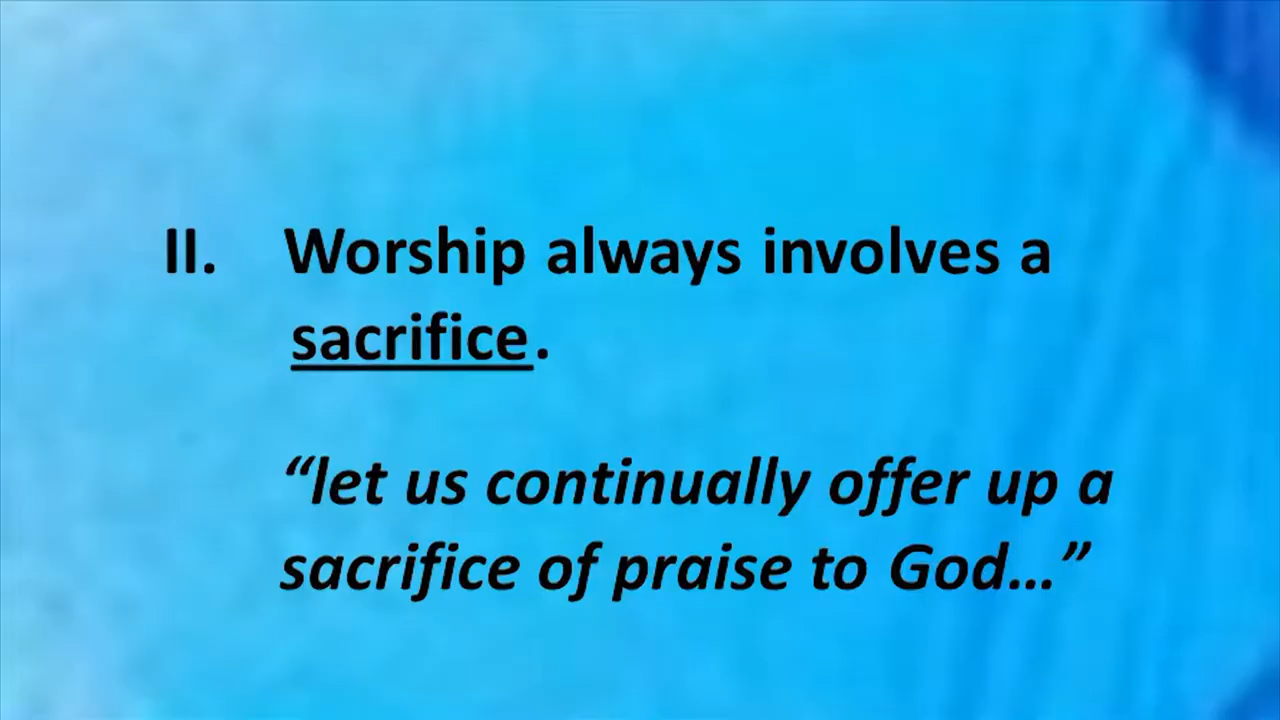 II. Worship always involves a
sacrifice.
“let us continually offer up a
sacrifice of praise to God…”